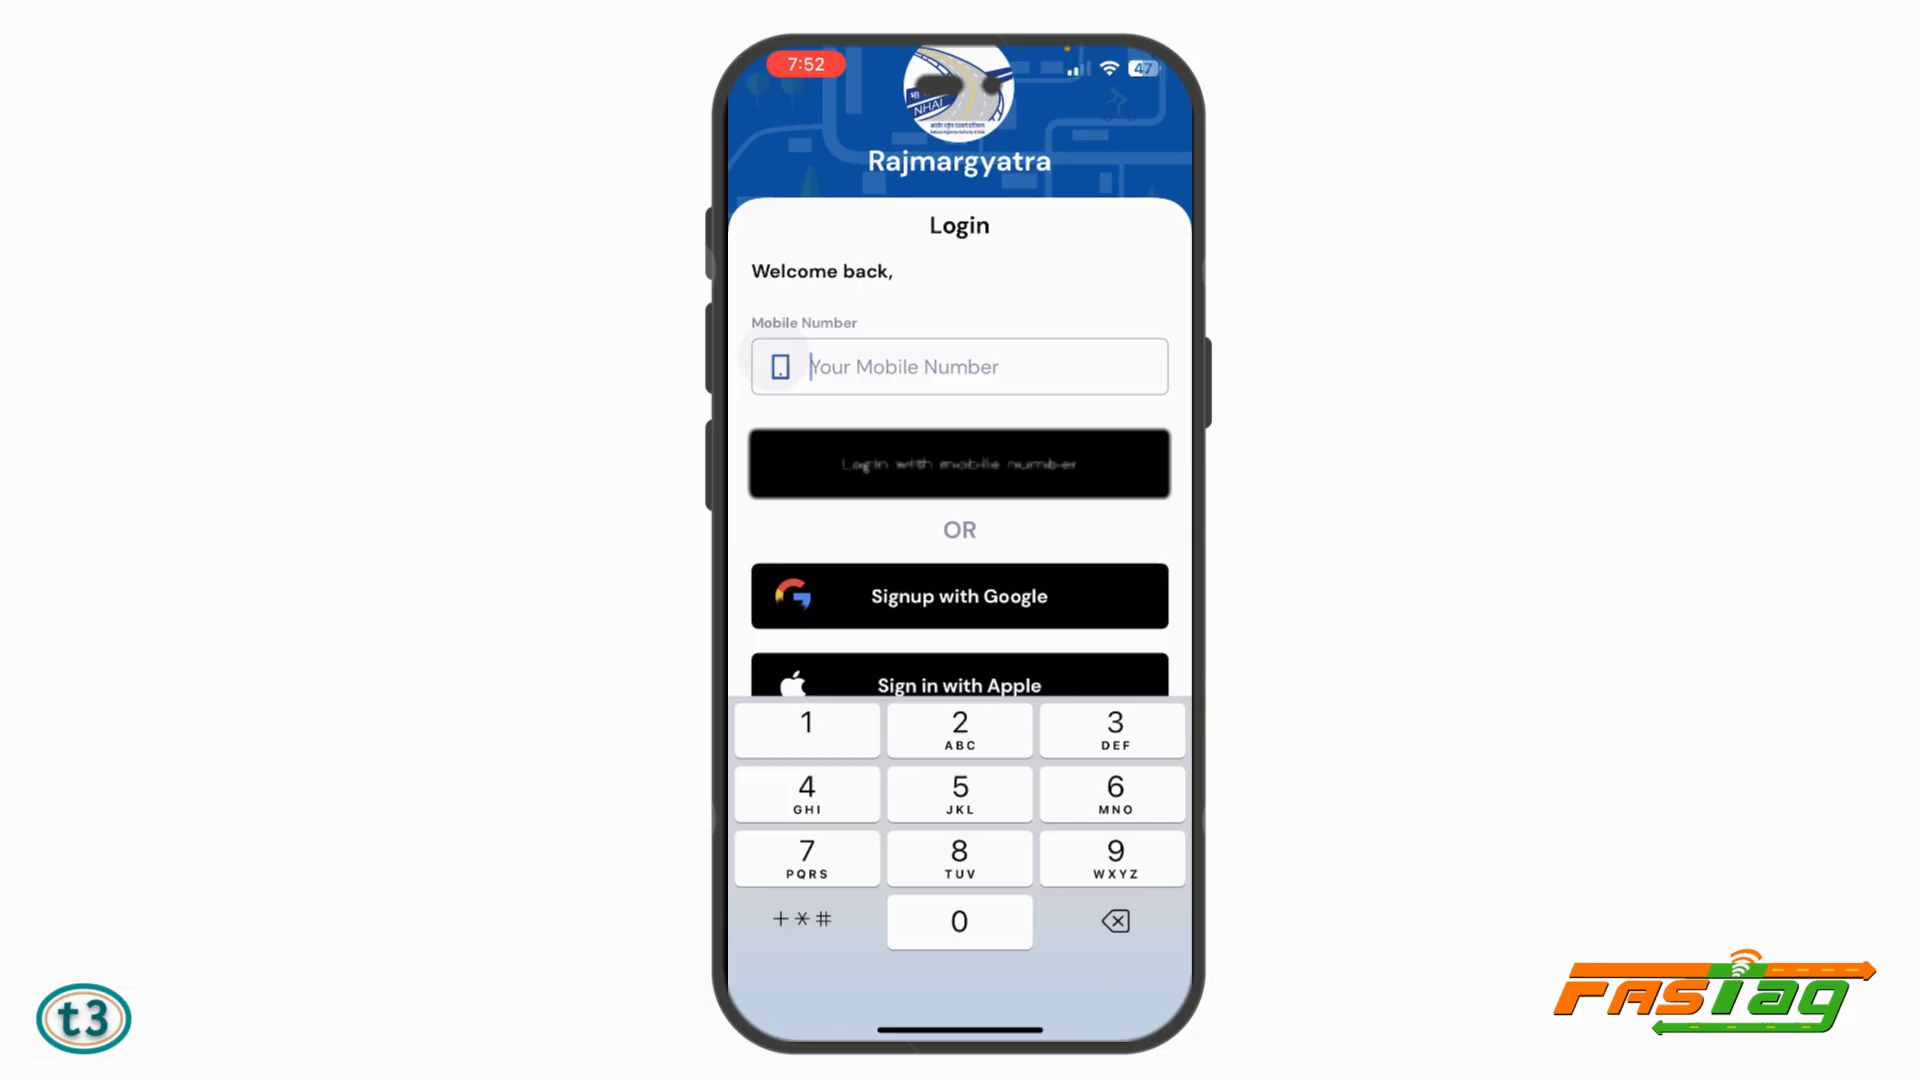 7:52
47
NHAI
Rajmargyatra
Login
Welcome back,
Mobile Number
Your Mobile Number
Login with mobile number
OR
Signup with Google
Sign in with Apple
1
2
ABC
3
DEF
4
GHI
5
JKL
6
MNO
7
PQRS
8
TUV
9
WXYZ
+*#
0
t3
FASTag